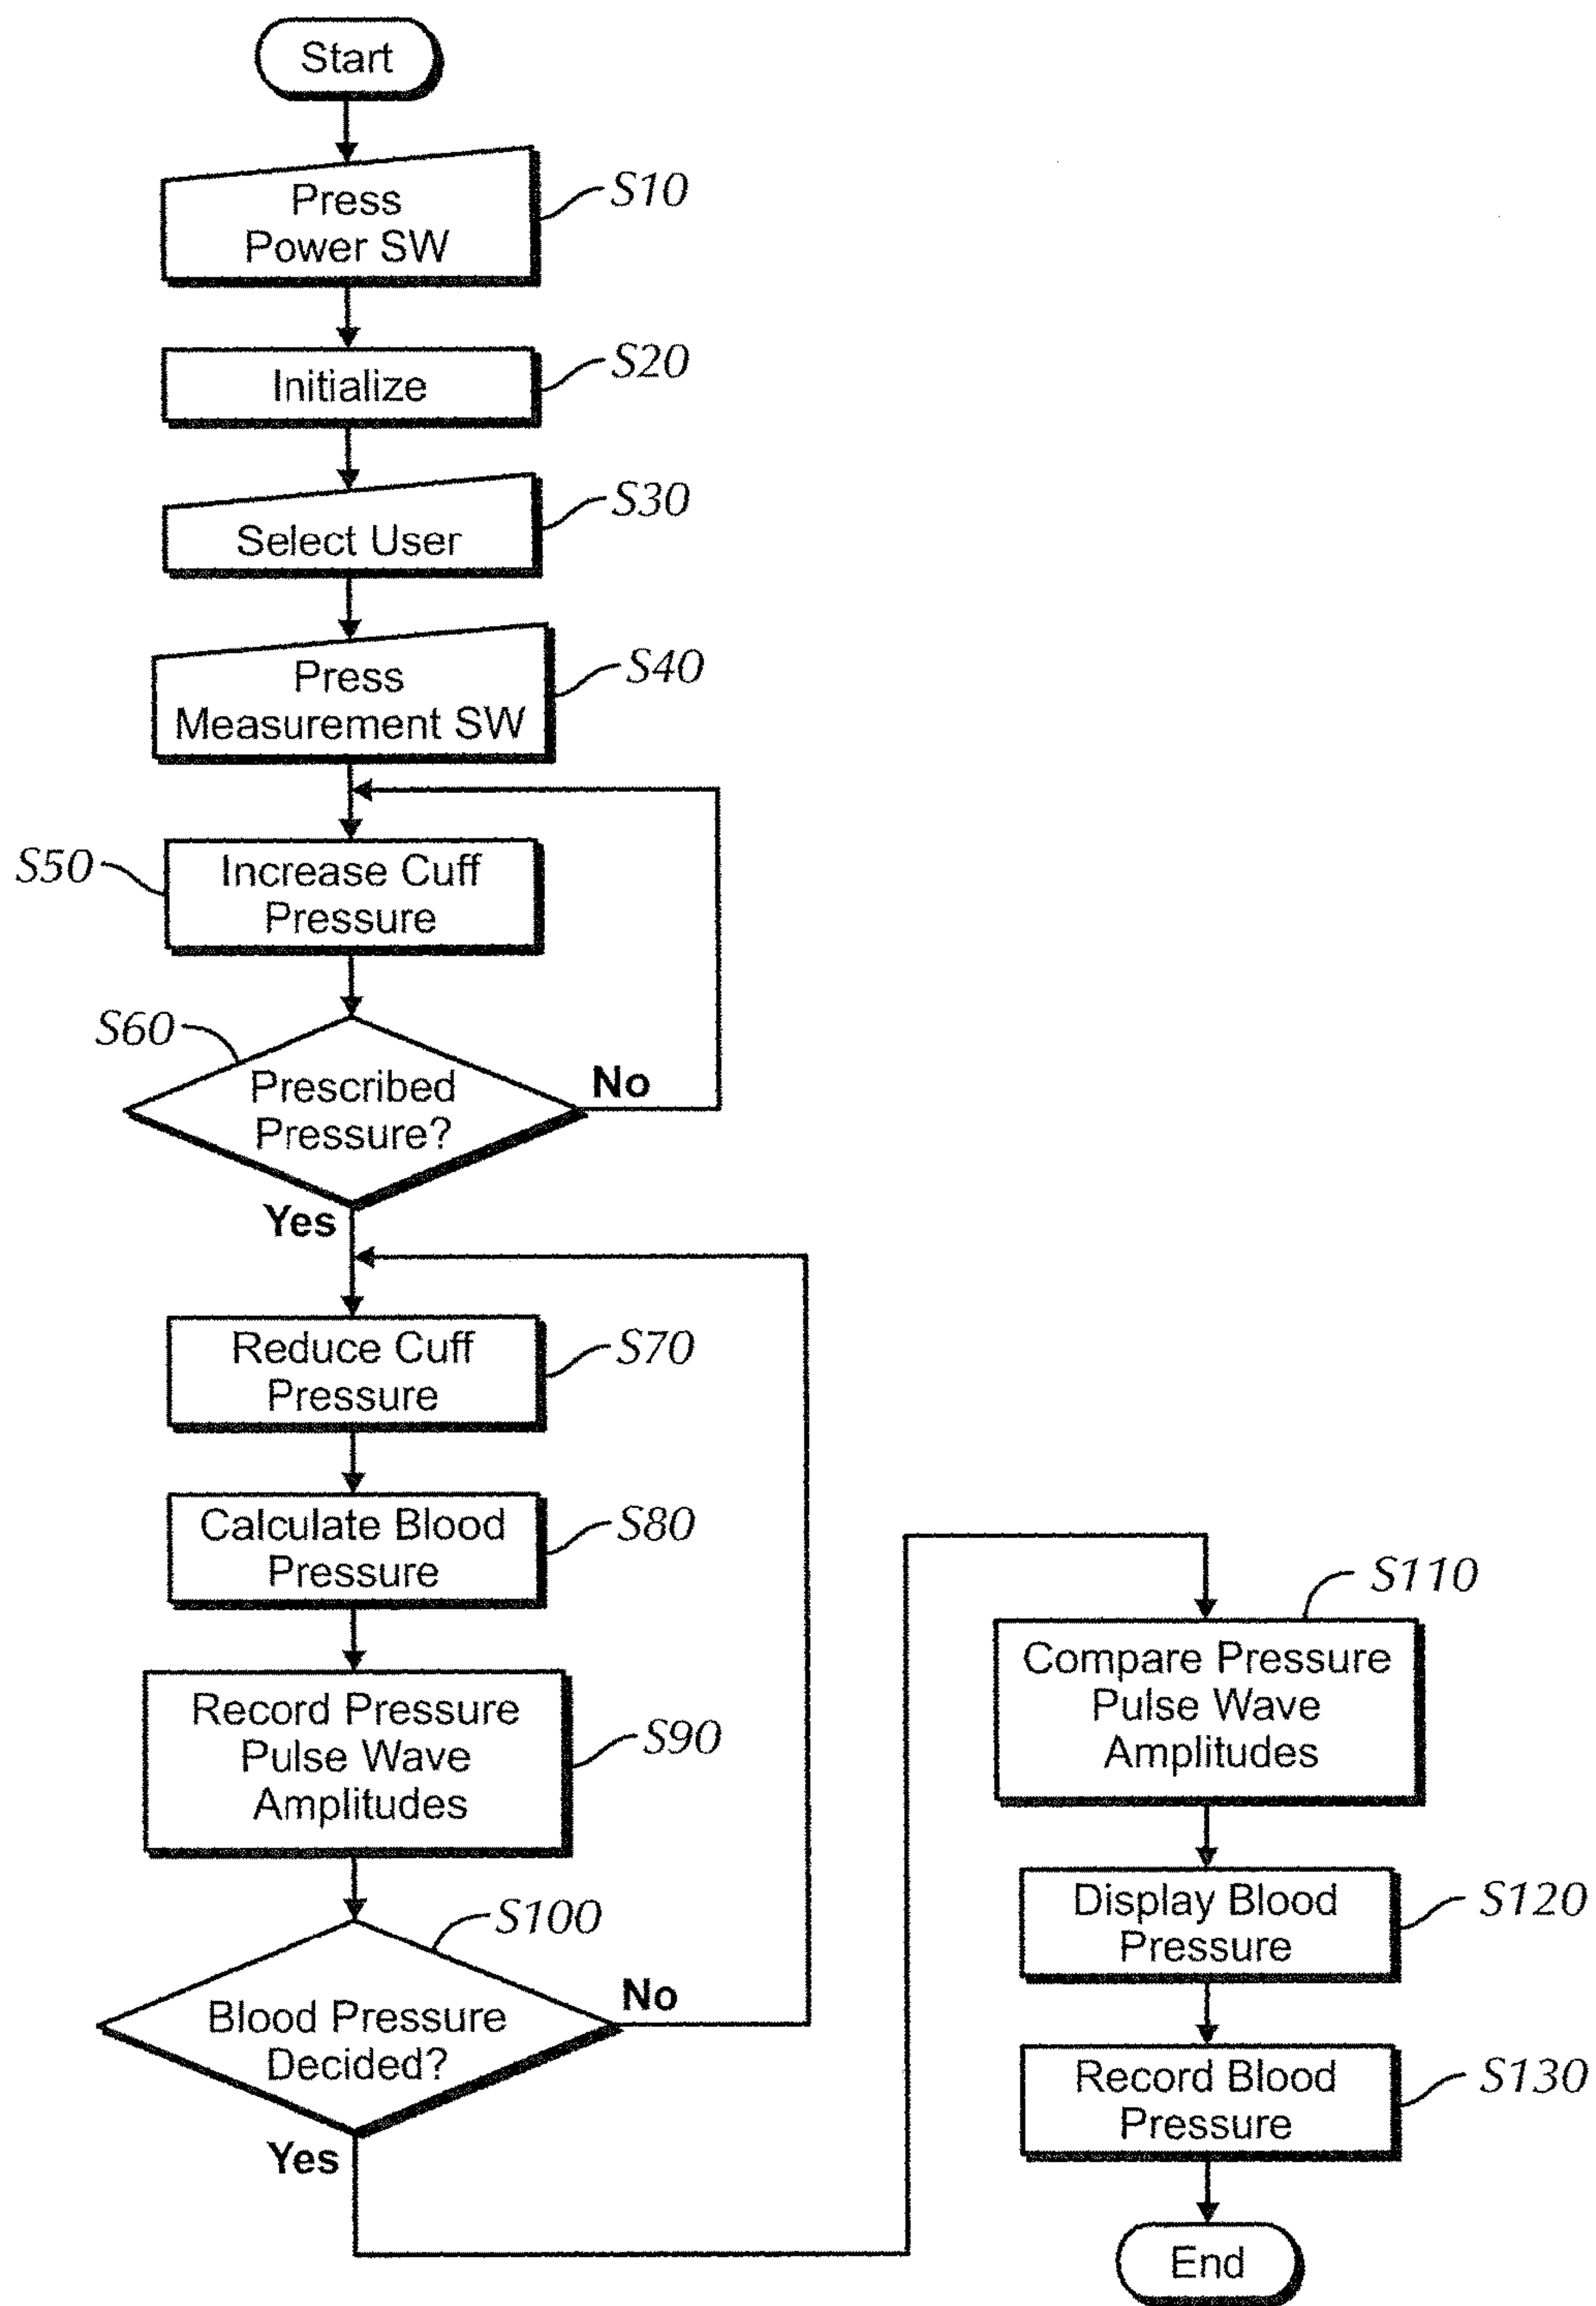 Start
Press
Power SW
S10
Initialize
S20
Select User
S30
Press
Measurement SW
S40
S50
Increase Cuff
Pressure
S60
Prescribed
Pressure?
No
Yes
Reduce Cuff
Pressure
S70
Calculate Blood
Pressure
S80
Record Pressure
Pulse Wave
Amplitudes
S90
S100
Blood Pressure
Decided?
No
Yes
S110
Compare Pressure
Pulse Wave
Amplitudes
Display Blood
Pressure
S120
Record Blood
Pressure
S130
End